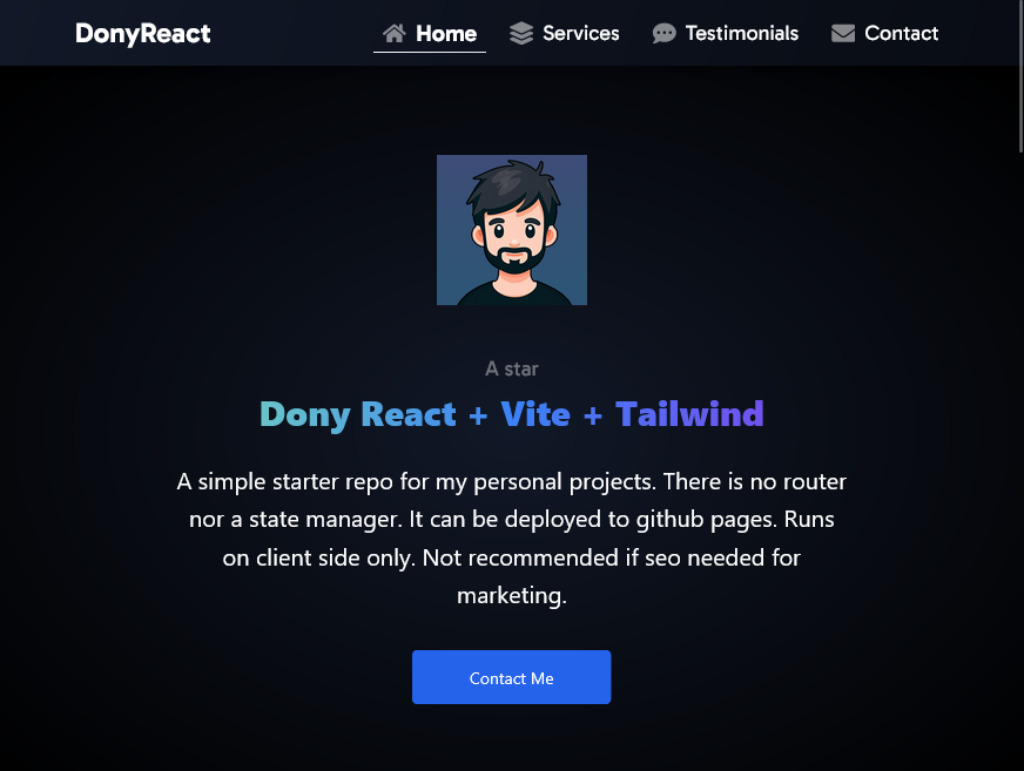 DonyReact
Home
Services
Testimonials
Contact
A star
Dony React + Vite + Tailwind
A simple starter repo for my personal projects. There is no router
nor a state manager. It can be deployed to github pages. Runs
on client side only. Not recommended if seo needed for
marketing.
Contact Me